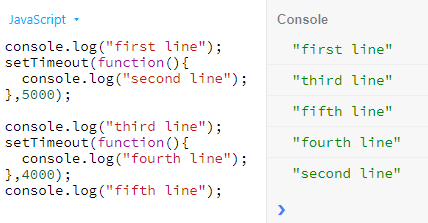 JavaScript
console.log("first line");
setTimeout(function(){
  console.log("second line");
},5000);

console.log("third line");
setTimeout(function(){
  console.log("fourth line");
},4000);
console.log("fifth line");
Console
"first line"
"third line"
"fifth line"
"fourth line"
"second line"